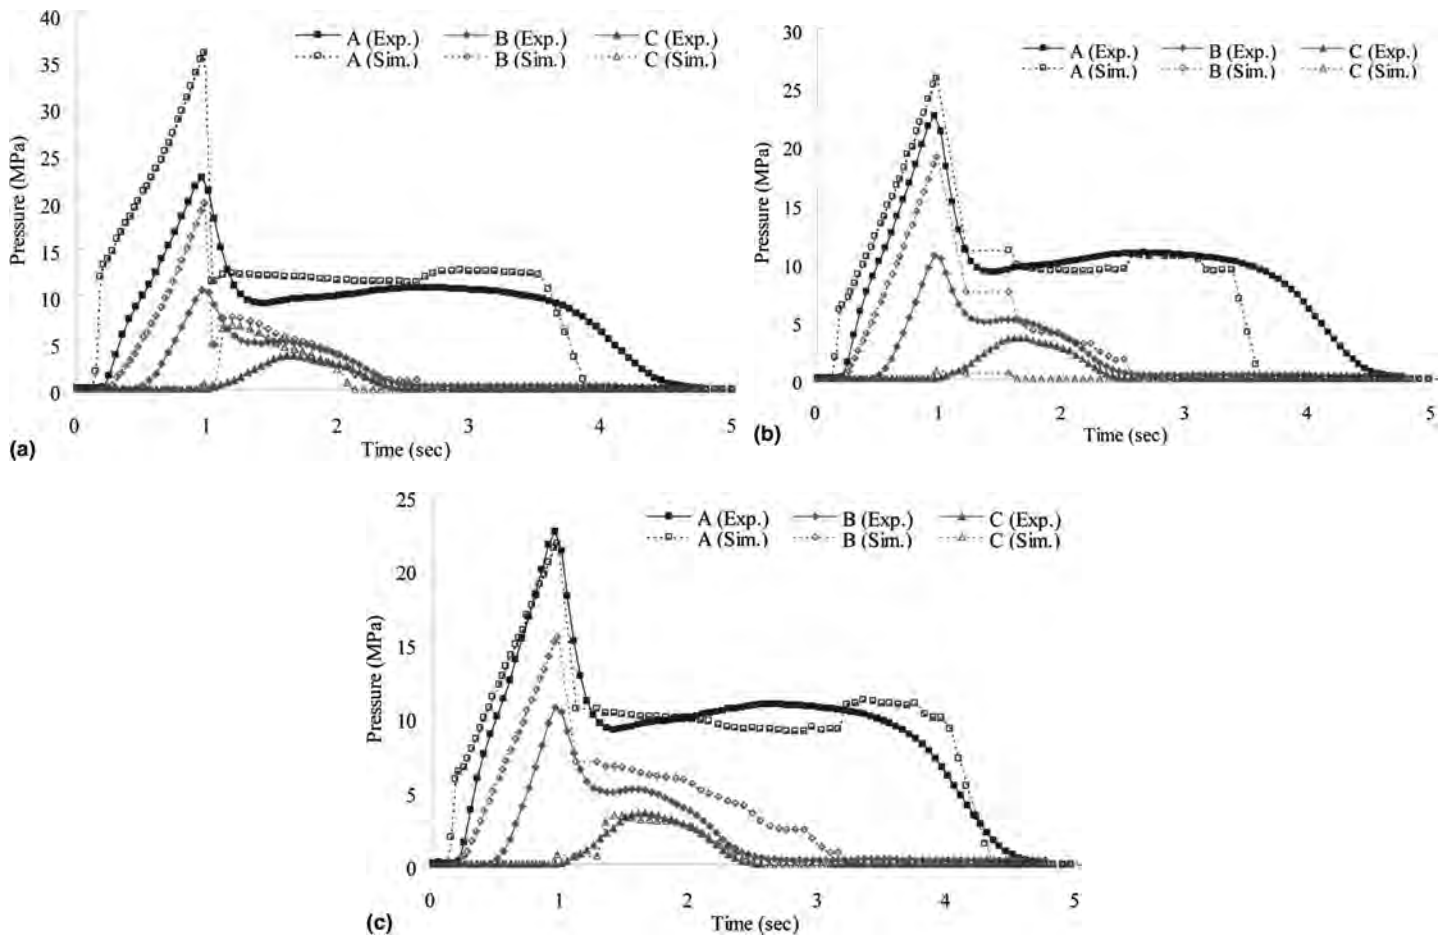 40
35
30
25
20
15
10
5
0
Pressure (MPa)
A (Exp.) B (Exp.) C (Exp.)
A (Sim.) B (Sim.) C (Sim.)
0 1 2 3 4 5
Time (sec)
(a)
30
25
20
15
10
5
0
Pressure (MPa)
A (Exp.) B (Exp.) C (Exp.)
A (Sim.) B (Sim.) C (Sim.)
0 1 2 3 4 5
Time (sec)
(b)
25
20
15
10
5
0
Pressure (MPa)
A (Exp.) B (Exp.) C (Exp.)
A (Sim.) B (Sim.) C (Sim.)
0 1 2 3 4 5
Time (sec)
(c)